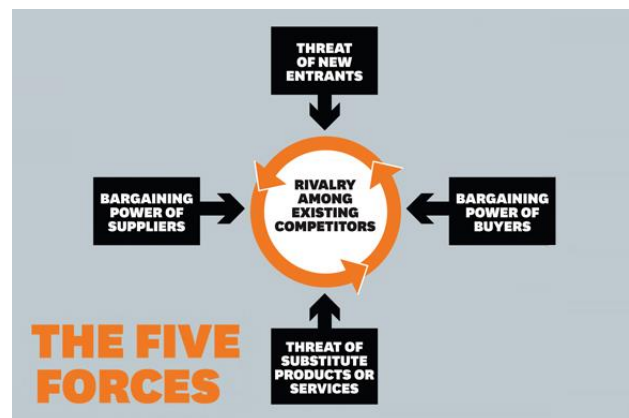 THREAT
OF NEW
ENTRANTS
BARGAINING
POWER OF
SUPPLIERS
RIVALRY
AMONG
EXISTING
COMPETITORS
BARGAINING
POWER OF
BUYERS
THREAT OF
SUBSTITUTE
PRODUCTS OR
SERVICES
THE FIVE
FORCES